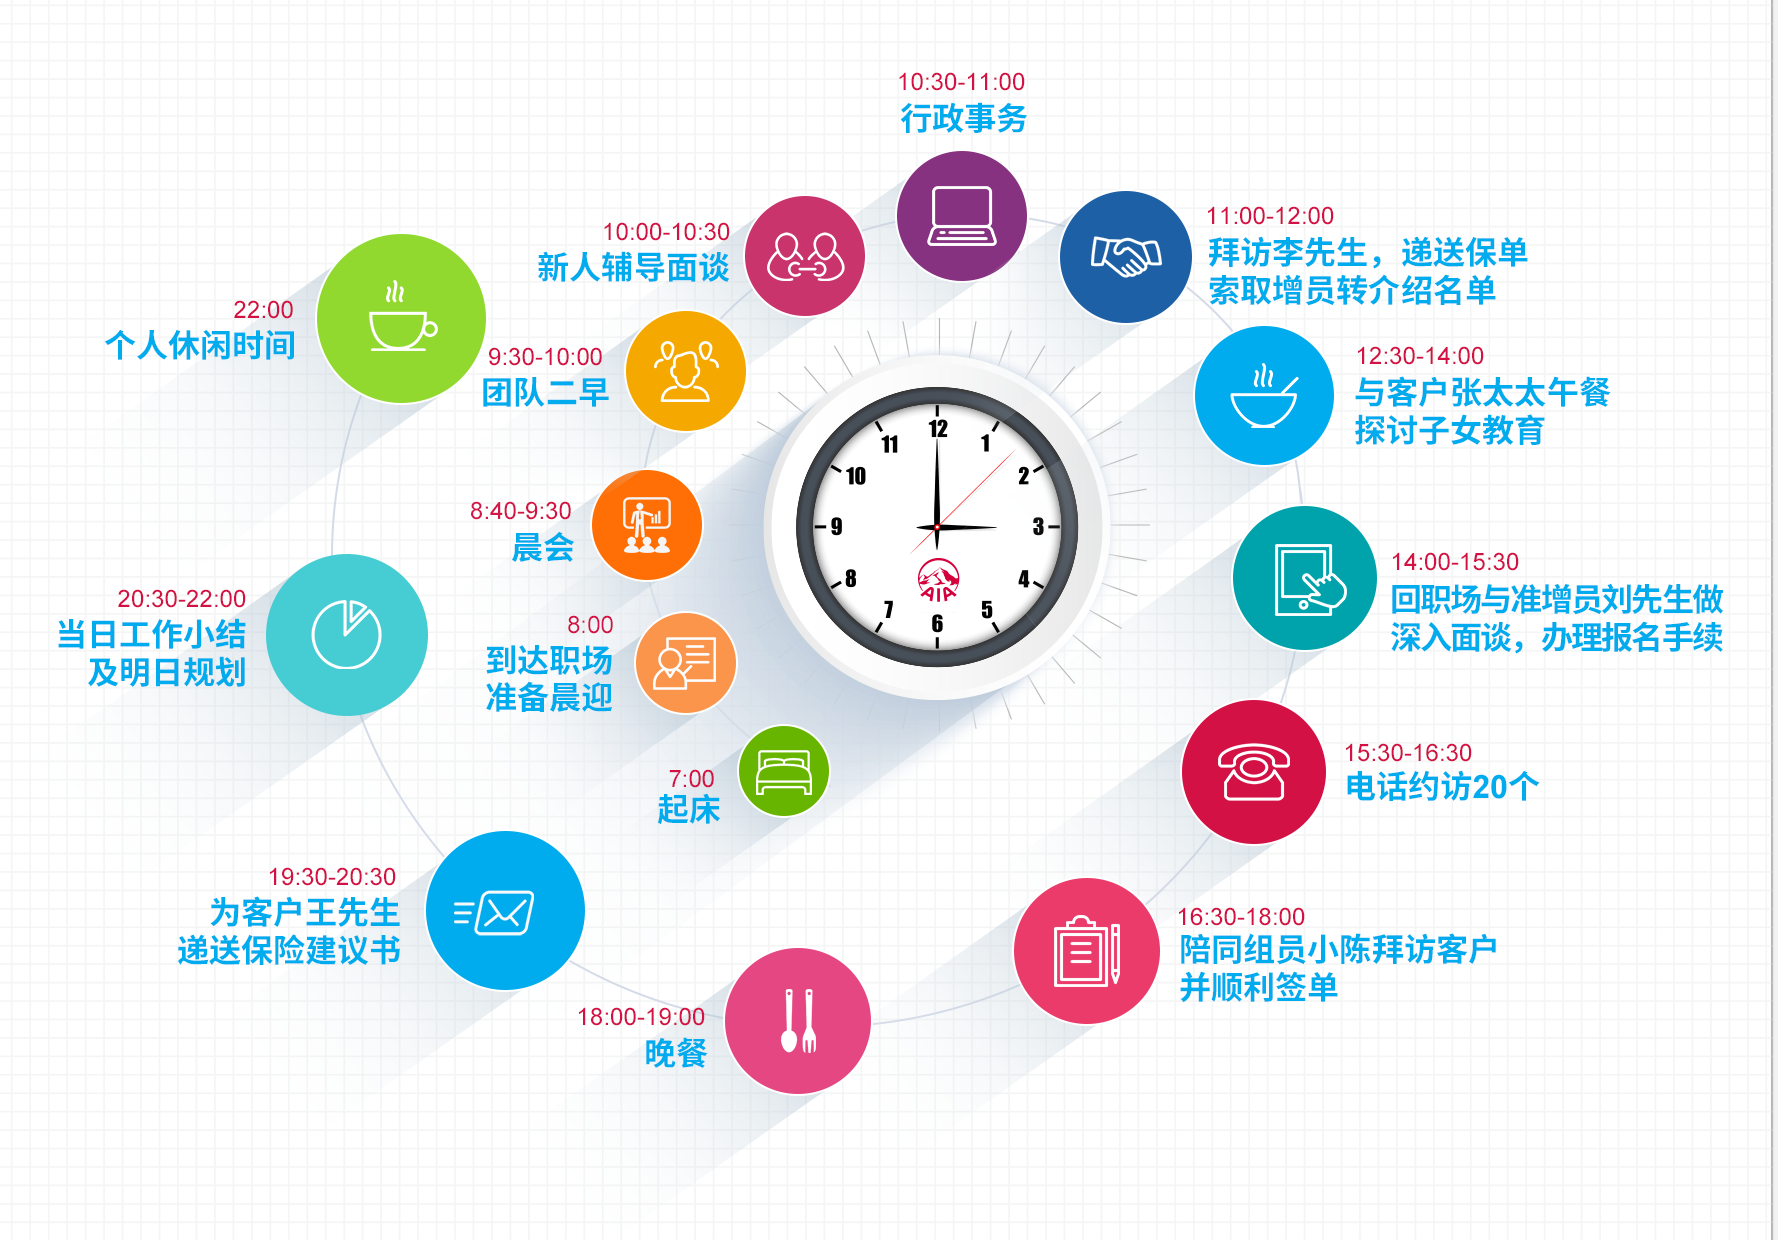 10:30-11:00
行政事务
11:00-12:00
拜访李先生，递送保单
索取增员转介绍名单
10:00-10:30
新人辅导面谈
22:00
个人休闲时间
9:30-10:00
团队二早
12:30-14:00
与客户张太太午餐
探讨子女教育
8:40-9:30
晨会
14:00-15:30
回职场与准增员刘先生做
深入面谈，办理报名手续
20:30-22:00
当日工作小结
及明日规划
8:00
到达职场
准备晨迎
7:00
起床
15:30-16:30
电话约访20个
19:30-20:30
为客户王先生
递送保险建议书
16:30-18:00
陪同组员小陈拜访客户
并顺利签单
18:00-19:00
晚餐
12
1
2
3
4
5
6
7
8
9
10
11
AIA